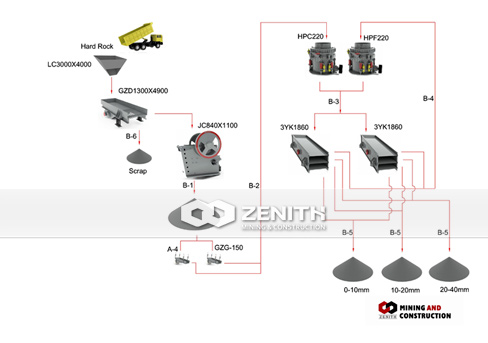 HPC220
HPF220
Hard Rock
LC3000X4000
GZD1300X4900
B-3
B-4
JC840X1100
3YK1860
3YK1860
B-6
Scrap
B-1
B-2
ZENITH
MINING & CONSTRUCTION
B-5
B-5
B-5
A-4
GZG-150
0-10mm
10-20mm
20-40mm
ZENITH
MINING AND
CONSTRUCTION